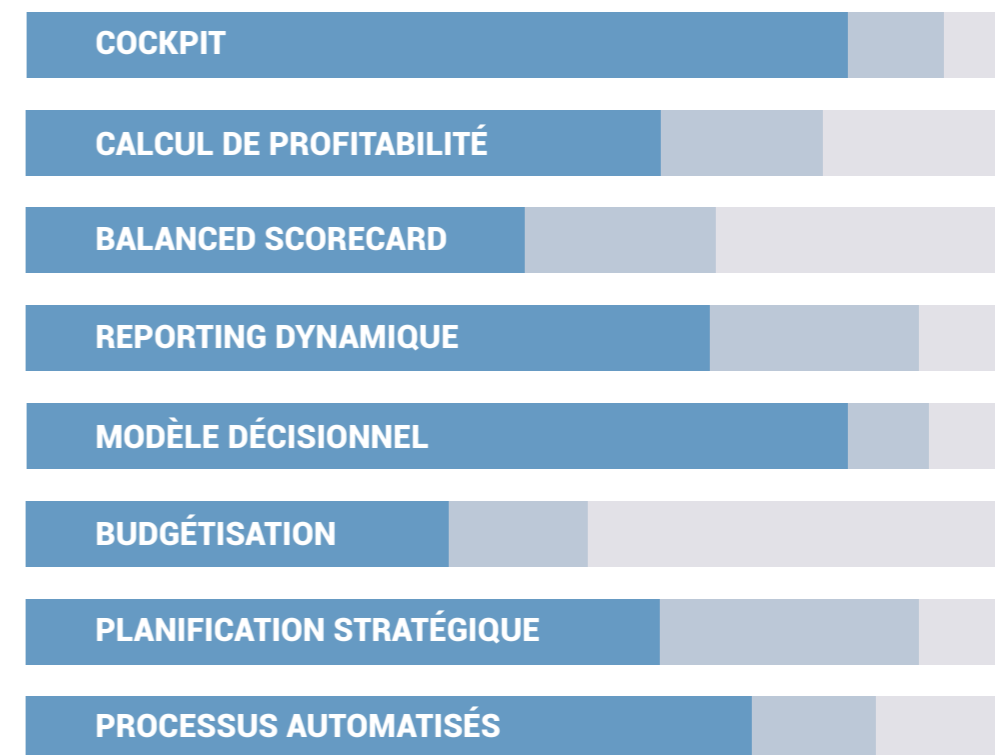 COCKPIT
CALCUL DE PROFITABILITÉ
BALANCED SCORECARD
REPORTING DYNAMIQUE
MODÈLE DÉCISIONNEL
BUDGÉTISATION
PLANIFICATION STRATÉGIQUE
PROCESSUS AUTOMATISÉS